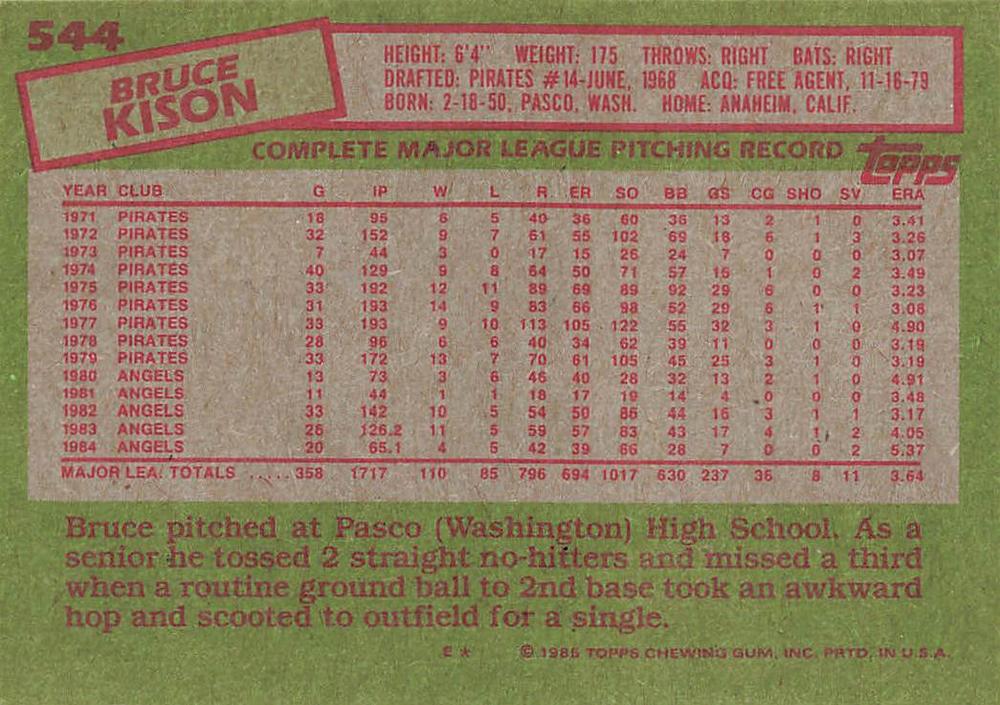 544
BRUCE
KISON
HEIGHT: 6'4" WEIGHT: 175 THROWS: RIGHT BATS: RIGHT
DRAFTED: PIRATES #14-JUNE, 1968 ACQ: FREE AGENT, 11-16-79
BORN: 2-18-50, PASCO, WASH. HOME: ANAHEIM, CALIF.
COMPLETE MAJOR LEAGUE PITCHING RECORD
topps
YEAR CLUB G IP W L R ER SO BB GS CG SHO SV ERA
1971 PIRATES 18 95 6 5 40 36 60 36 13 2 1 0 3.41
1972 PIRATES 32 152 9 7 61 55 102 69 18 6 1 3 3.26
1973 PIRATES 7 44 3 0 17 15 26 24 7 0 0 0 3.07
1974 PIRATES 40 129 9 8 64 50 71 57 16 1 0 2 3.49
1975 PIRATES 33 192 12 11 89 69 89 92 29 6 0 0 3.23
1976 PIRATES 31 193 14 9 83 66 98 52 29 6 1 1 3.08
1977 PIRATES 33 193 9 10 113 105 122 55 32 3 1 0 4.90
1978 PIRATES 28 96 6 6 40 34 62 39 11 0 0 0 3.19
1979 PIRATES 33 172 13 7 70 61 105 45 25 3 1 0 3.19
1980 ANGELS 13 73 3 6 46 40 28 32 13 2 1 0 4.91
1981 ANGELS 11 44 1 1 18 17 19 14 4 0 0 0 3.48
1982 ANGELS 33 142 10 5 54 50 86 44 16 3 1 1 3.17
1983 ANGELS 26 126.2 11 5 59 57 83 43 17 4 1 2 4.05
1984 ANGELS 20 65.1 4 5 42 39 66 28 7 0 0 2 5.37
MAJOR LEA. TOTALS ..... 358 1717 110 85 796 694 1017 630 237 36 8 11 3.64
Bruce pitched at Pasco (Washington) High School. As a
senior he tossed 2 straight no-hitters and missed a third
when a routine ground ball to 2nd base took an awkward
hop and scooted to outfield for a single.
E * © 1985 TOPPS CHEWING GUM, INC. PRTD. IN U.S.A.